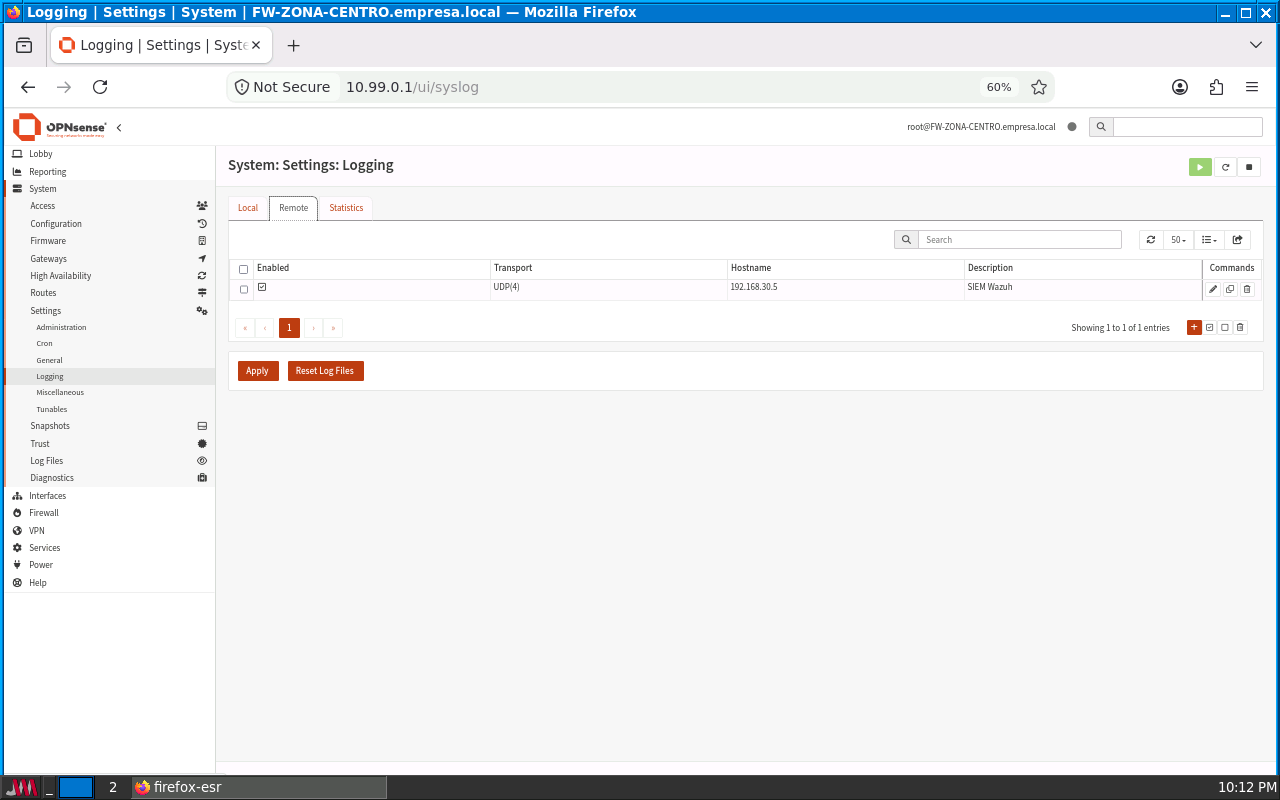 Logging | Settings | System | FW-ZONA-CENTRO.empresa.local — Mozilla Firefox
Logging | Settings | Syste
Not Secure 10.99.0.1/ui/syslog 60%
OPNsense
root@FW-ZONA-CENTRO.empresa.local
Lobby
Reporting
System
Access
Configuration
Firmware
Gateways
High Availability
Routes
Settings
Administration
Cron
General
Logging
Miscellaneous
Tunables
Snapshots
Trust
Log Files
Diagnostics
Interfaces
Firewall
VPN
Services
Power
Help
System: Settings: Logging
Local Remote Statistics
Search 50
Enabled Transport Hostname Description Commands
UDP(4) 192.168.30.5 SIEM Wazuh
« ‹ 1 › » Showing 1 to 1 of 1 entries
Apply Reset Log Files
2 firefox-esr 10:12 PM